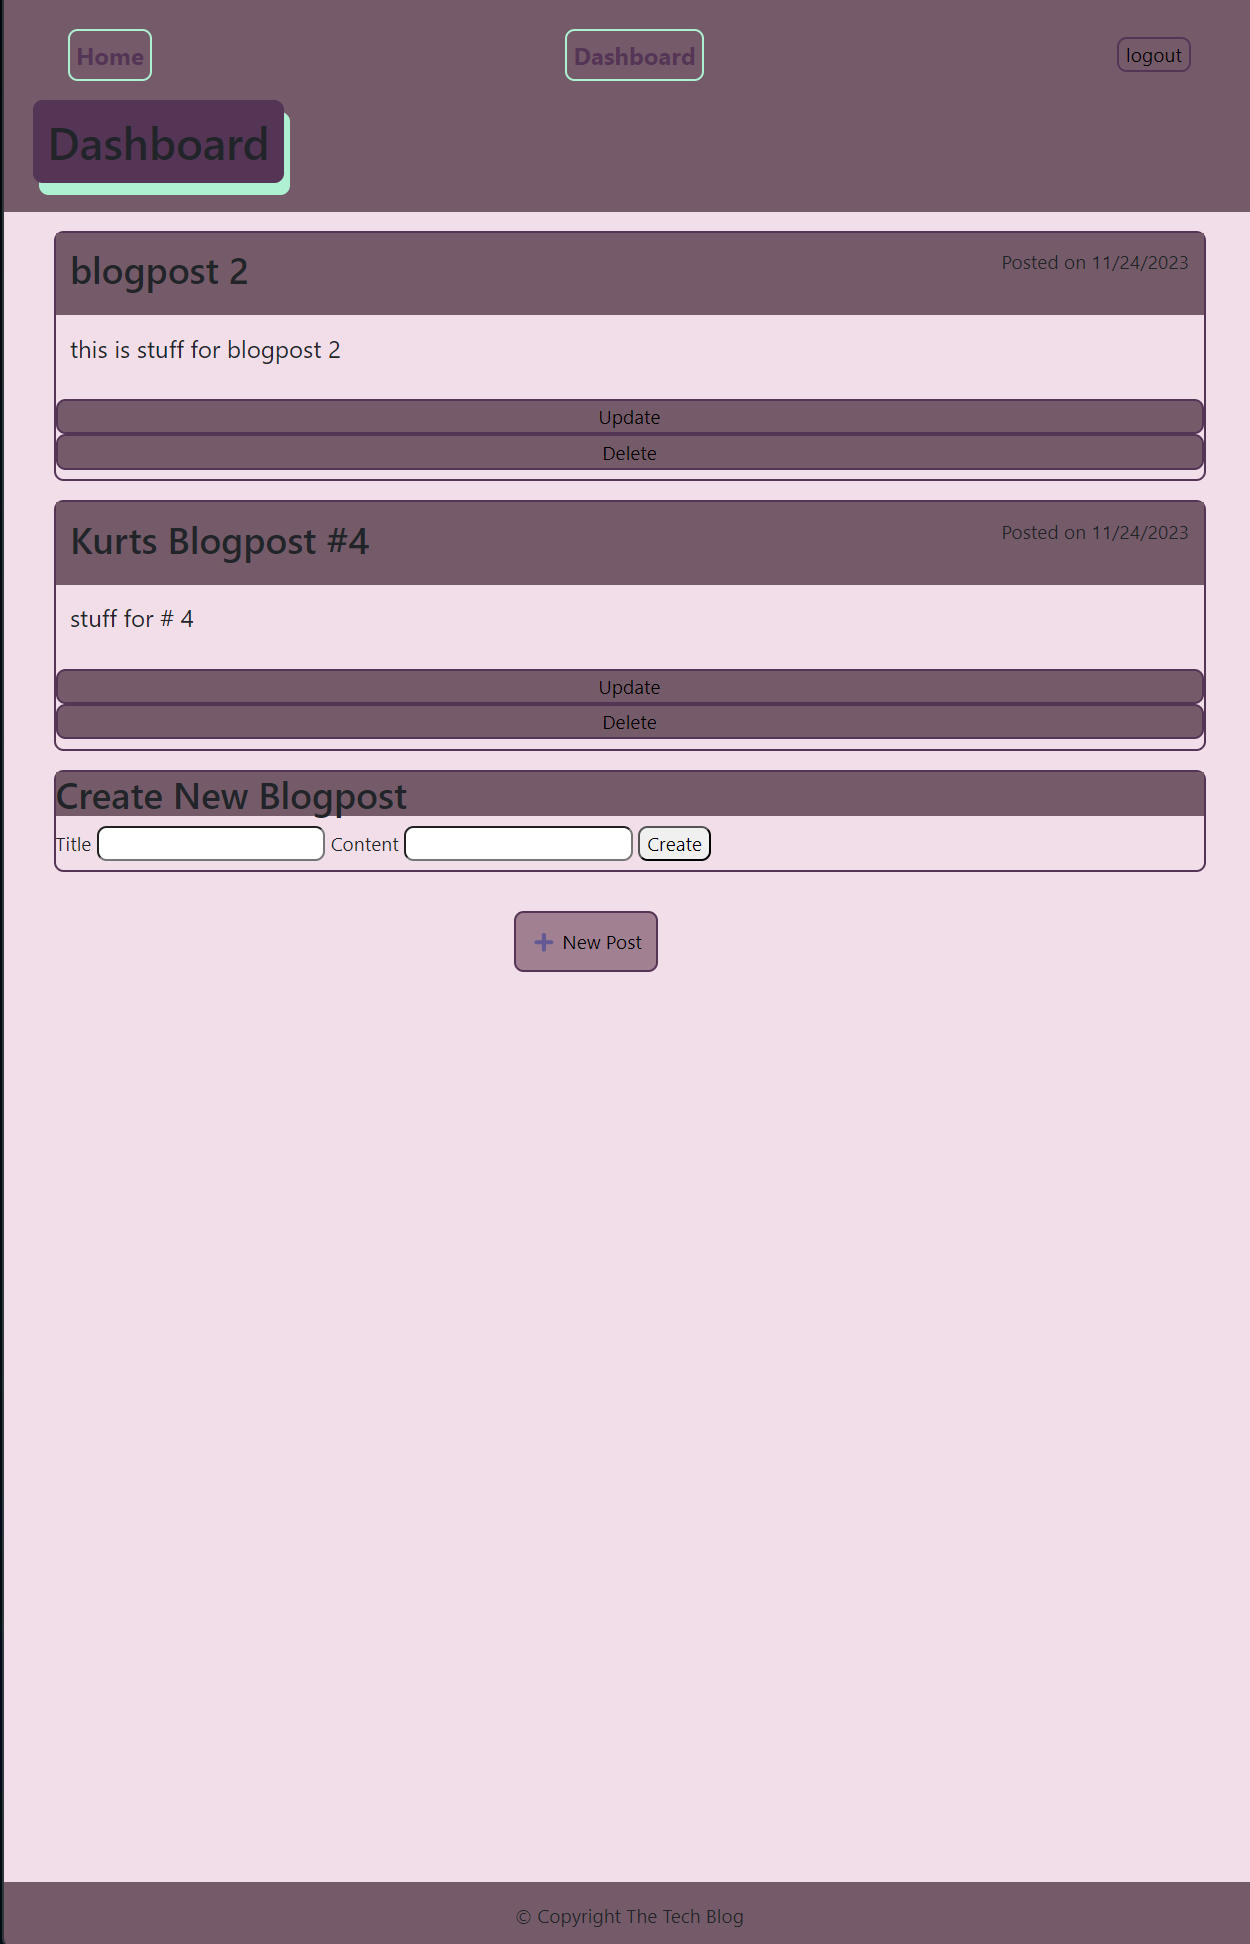 Home Dashboard logout
Dashboard
blogpost 2 Posted on 11/24/2023
this is stuff for blogpost 2
Update
Delete
Kurts Blogpost #4 Posted on 11/24/2023
stuff for # 4
Update
Delete
Create New Blogpost
Title Content Create
New Post
© Copyright The Tech Blog